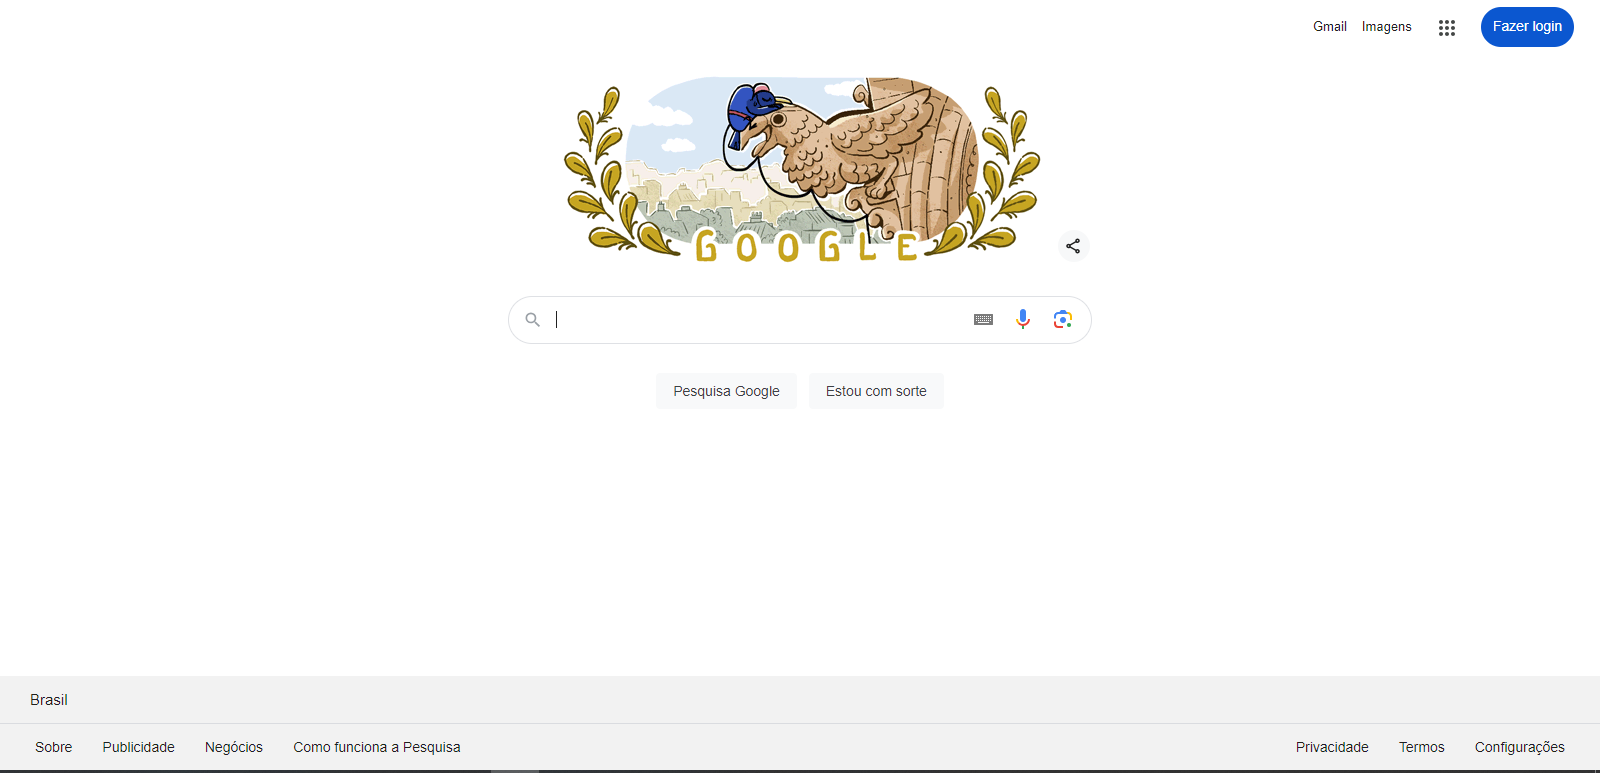 Gmail Imagens Fazer login
GOOGLE
Pesquisa Google Estou com sorte
Brasil
Sobre Publicidade Negócios Como funciona a Pesquisa Privacidade Termos Configurações